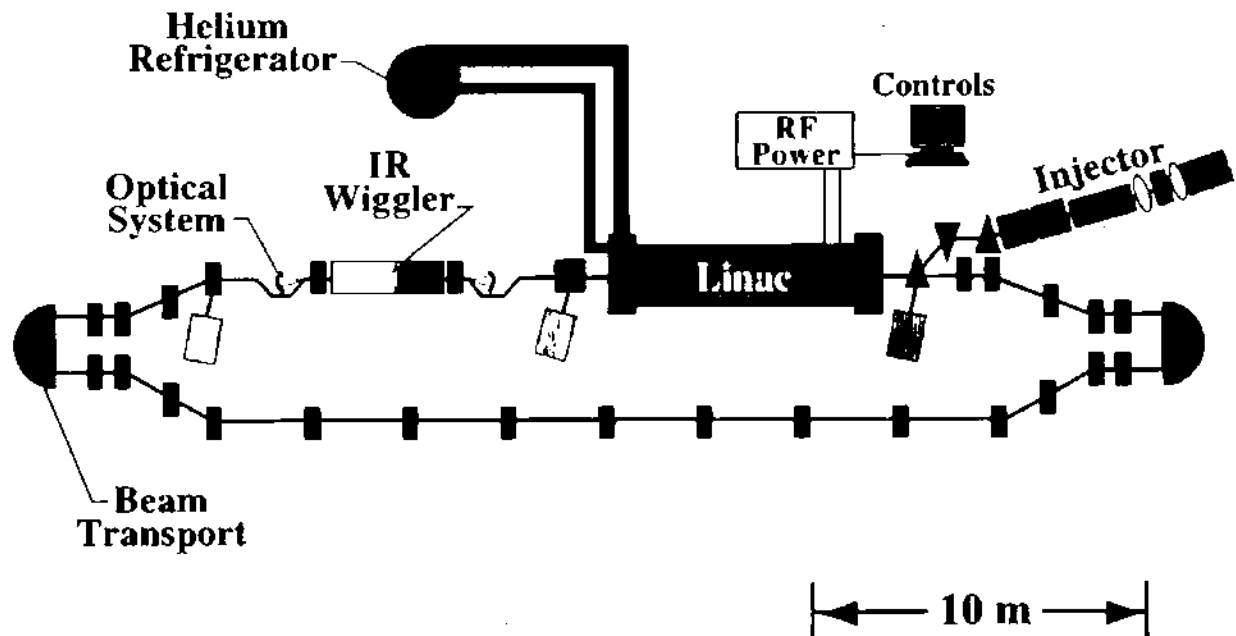 Helium
Refrigerator
Controls
RF
Power
IR
Wiggler
Injector
Optical
System
Linac
Beam
Transport
10 m